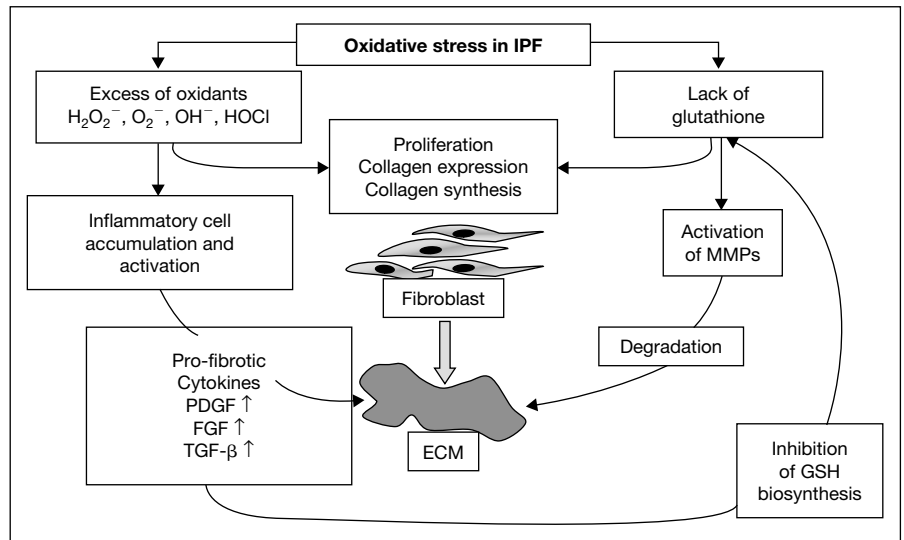 Oxidative stress in IPF
Excess of oxidants
H₂O₂⁻, O₂⁻, OH⁻, HOCl
Lack of
glutathione
Proliferation
Collagen expression
Collagen synthesis
Inflammatory cell
accumulation and
activation
Activation
of MMPs
Fibroblast
Degradation
Pro-fibrotic
Cytokines
PDGF ↑
FGF ↑
TGF-β ↑
ECM
Inhibition
of GSH
biosynthesis